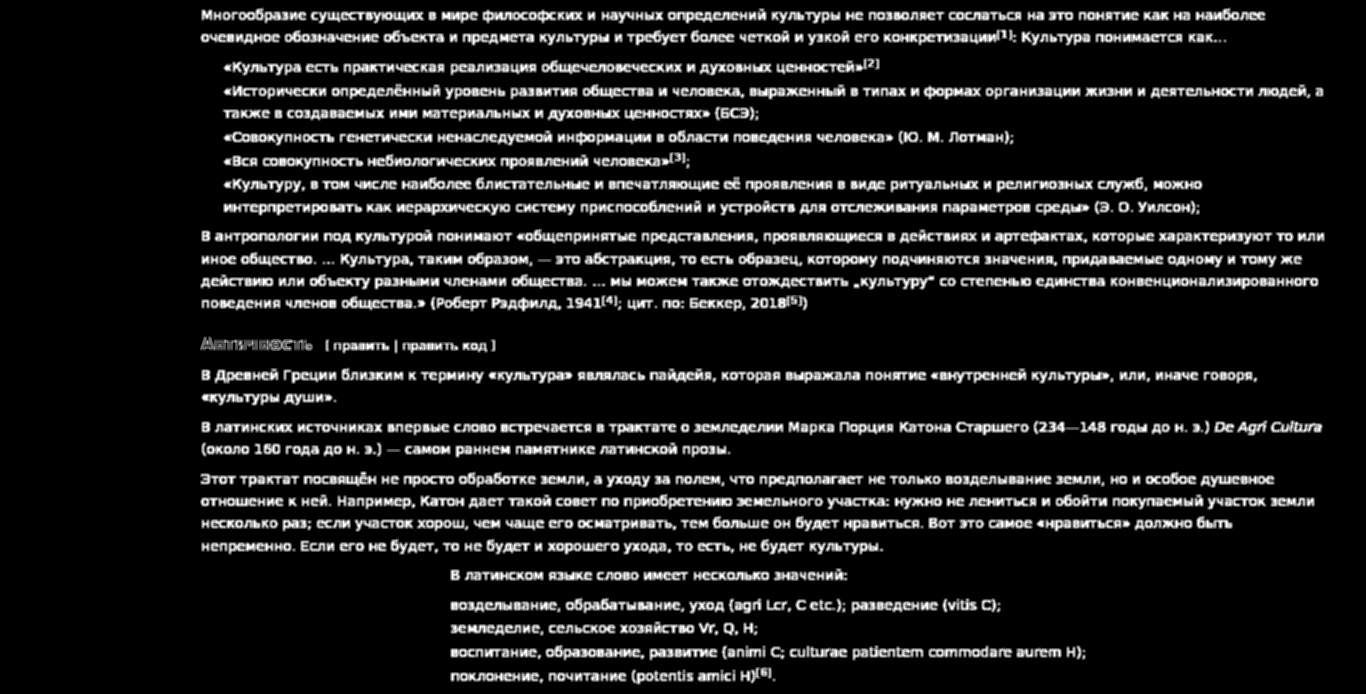 Многообразие существующих в мире философских и научных определений культуры не позволяет сослаться на это понятие как на наиболее
очевидное обозначение объекта и предмета культуры и требует более четкой и узкой его конкретизации[1]: Культура понимается как...
«Культура есть практическая реализация общечеловеческих и духовных ценностей»[2]
«Исторически определённый уровень развития общества и человека, выраженный в типах и формах организации жизни и деятельности людей, а
также в создаваемых ими материальных и духовных ценностях» (БСЭ);
«Совокупность генетически ненаследуемой информации в области поведения человека» (Ю. М. Лотман);
«Вся совокупность небиологических проявлений человека»[3];
«Культуру, в том числе наиболее блистательные и впечатляющие её проявления в виде ритуальных и религиозных служб, можно
интерпретировать как иерархическую систему приспособлений и устройств для отслеживания параметров среды» (Э. О. Уилсон);
В антропологии под культурой понимают «общепринятые представления, проявляющиеся в действиях и артефактах, которые характеризуют то или
иное общество. ... Культура, таким образом, — это абстракция, то есть образец, которому подчиняются значения, придаваемые одному и тому же
действию или объекту разными членами общества. ... мы можем также отождествить „культуру“ со степенью единства конвенционализированного
поведения членов общества.» (Роберт Рэдфилд, 1941[4]; цит. по: Беккер, 2018[5])
Античность [ править | править код ]
В Древней Греции близким к термину «культура» являлась пайдейя, которая выражала понятие «внутренней культуры», или, иначе говоря,
«культуры души».
В латинских источниках впервые слово встречается в трактате о земледелии Марка Порция Катона Старшего (234—148 годы до н. э.) De Agri Cultura
(около 160 года до н. э.) — самом раннем памятнике латинской прозы.
Этот трактат посвящён не просто обработке земли, а уходу за полем, что предполагает не только возделывание земли, но и особое душевное
отношение к ней. Например, Катон дает такой совет по приобретению земельного участка: нужно не лениться и обойти покупаемый участок земли
несколько раз; если участок хорош, чем чаще его осматривать, тем больше он будет нравиться. Вот это самое «нравиться» должно быть
непременно. Если его не будет, то не будет и хорошего ухода, то есть, не будет культуры.
В латинском языке слово имеет несколько значений:
возделывание, обрабатывание, уход (agri Lcr, C etc.); разведение (vitis C);
земледелие, сельское хозяйство Vr, Q, H;
воспитание, образование, развитие (animi C; culturae patientem commodare aurem H);
поклонение, почитание (potentis amici H)[6].